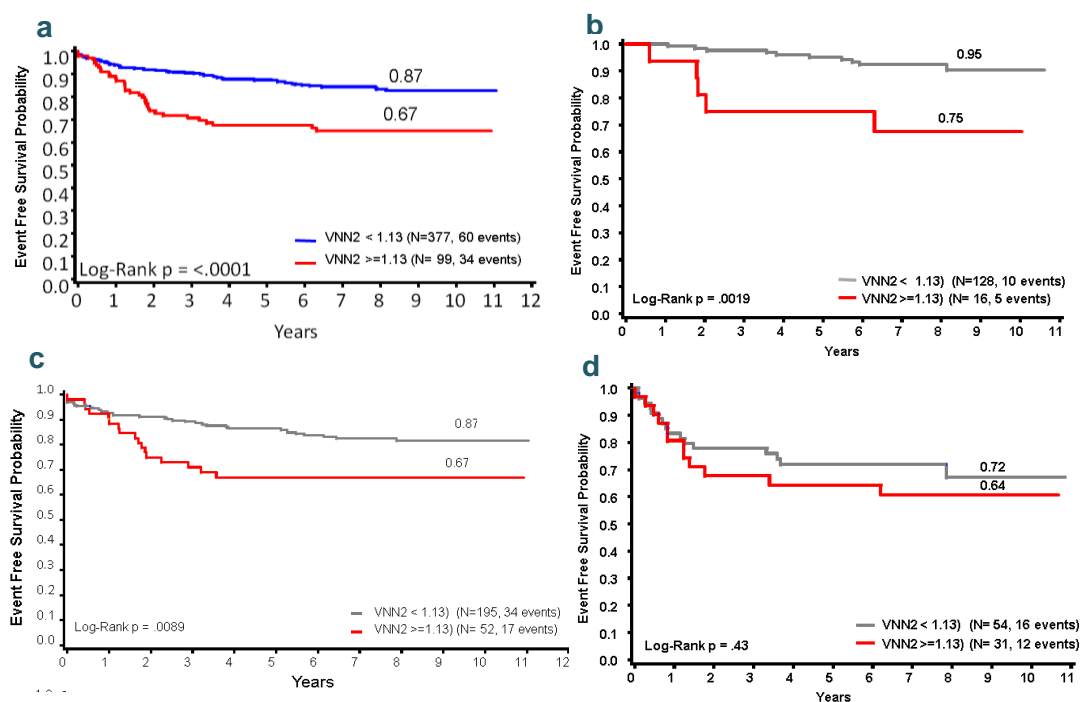 a
Event Free Survival Probability
1.0
0.9
0.8
0.7
0.6
0.5
0.4
0.3
0.2
0.1
0.0
0.87
0.67
VNN2 < 1.13 (N=377, 60 events)
VNN2 >=1.13 (N= 99, 34 events)
Log-Rank p = <.0001
0 1 2 3 4 5 6 7 8 9 10 11 12
Years
b
Event Free Survival Probability
1.0
0.9
0.8
0.7
0.6
0.5
0.4
0.3
0.2
0.1
0.0
0.95
0.75
VNN2 < 1.13) (N=128, 10 events)
VNN2 >=1.13) (N= 16, 5 events)
Log-Rank p .0019
0 1 2 3 4 5 6 7 8 9 10 11
Years
c
Event Free Survival Probability
1.0
0.9
0.8
0.7
0.6
0.5
0.4
0.3
0.2
0.1
0.0
0.87
0.67
VNN2 < 1.13) (N=195, 34 events)
VNN2 >=1.13) (N= 52, 17 events)
Log-Rank p = .0089
0 1 2 3 4 5 6 7 8 9 10 11 12
Years
d
Event Free Survival Probability
1.0
0.9
0.8
0.7
0.6
0.5
0.4
0.3
0.2
0.1
0.0
0.72
0.64
VNN2 < 1.13) (N= 54, 16 events)
VNN2 >=1.13) (N= 31, 12 events)
Log-Rank p = .43
0 1 2 3 4 5 6 7 8 9 10 11
Years